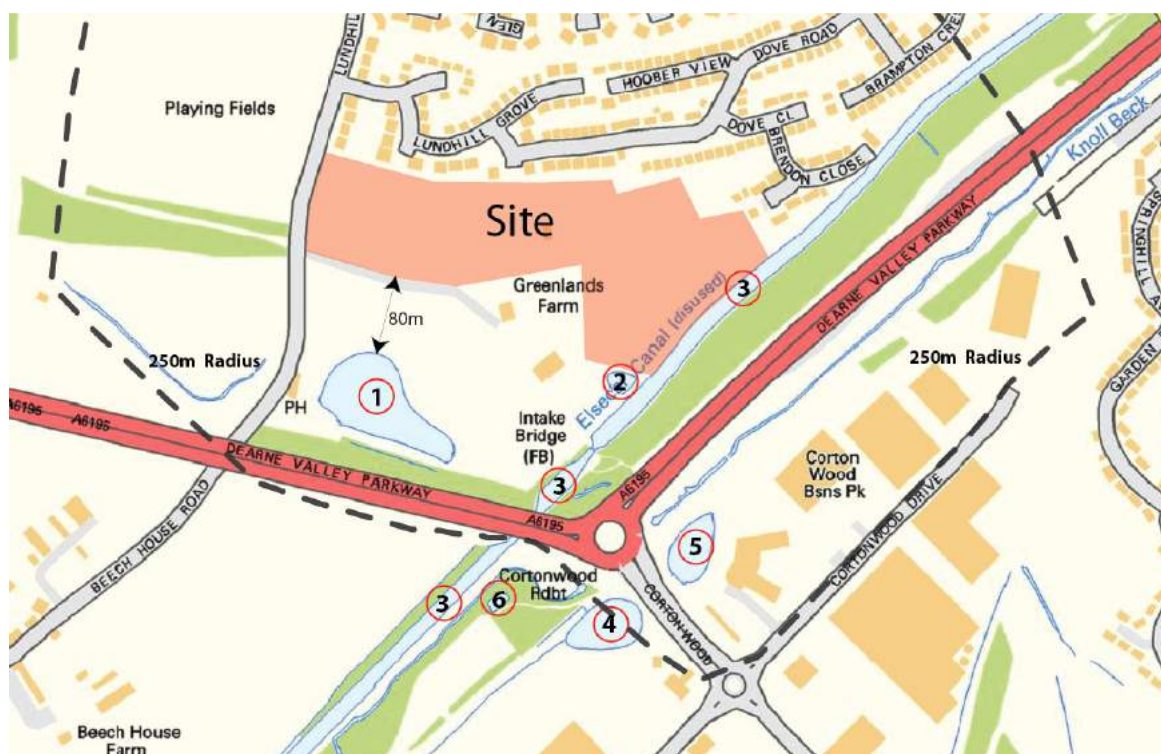 GLEN
LUNDHILL
DOVE ROAD
HOOBER VIEW
BRAMPTON CRES
Playing Fields
LUNDHILL GROVE
DOVE CL
BRENDON CLOSE
Knoll Beck
Site
DEARNE VALLEY PARKWAY
SPRINGHILL AV
3
Greenlands
Farm
80m
250m Radius
250m Radius
GARDEN
Canal (disused)
2
1
PH
A6195
A6195
Intake
Bridge
(FB)
Corton
Wood
Bsns Pk
DEARNE VALLEY PARKWAY
3
A6195
A6195
BEECH HOUSE ROAD
5
CORTONWOOD DRIVE
Cortonwood
Rdbt
3
6
4
CORTON WOOD
Beech House
Farm